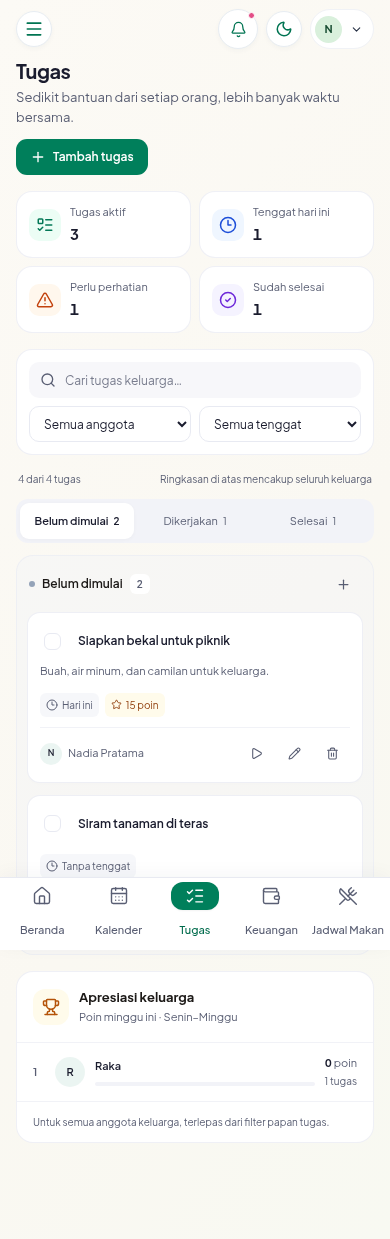 N
Tugas
Sedikit bantuan dari setiap orang, lebih banyak waktu
bersama.
Tambah tugas
Tugas aktif
3
Tenggat hari ini
1
Perlu perhatian
1
Sudah selesai
1
Cari tugas keluarga...
Semua anggota
Semua tenggat
4 dari 4 tugas
Ringkasan di atas mencakup seluruh keluarga
Belum dimulai 2
Dikerjakan 1
Selesai 1
Belum dimulai 2
Siapkan bekal untuk piknik
Buah, air minum, dan camilan untuk keluarga.
Hari ini
15 poin
N Nadia Pratama
Siram tanaman di teras
Tanpa tenggat
Beranda
Kalender
Tugas
Keuangan
Jadwal Makan
Apresiasi keluarga
Poin minggu ini · Senin–Minggu
1
R
Raka
0 poin
1 tugas
Untuk semua anggota keluarga, terlepas dari filter papan tugas.